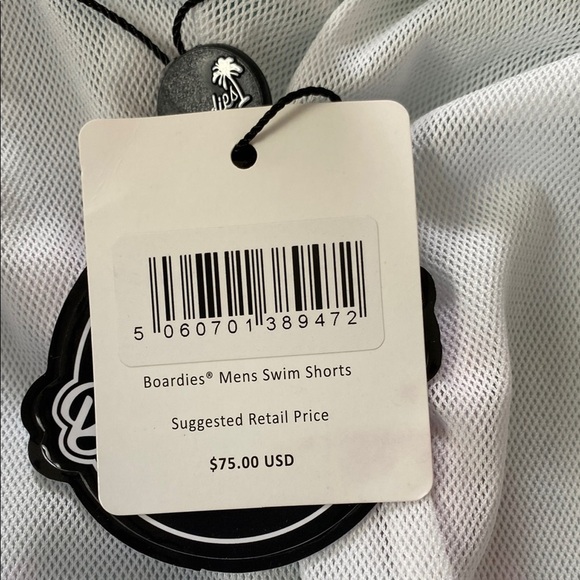 5 060701 389472
Boardies® Mens Swim Shorts
Suggested Retail Price
$75.00 USD